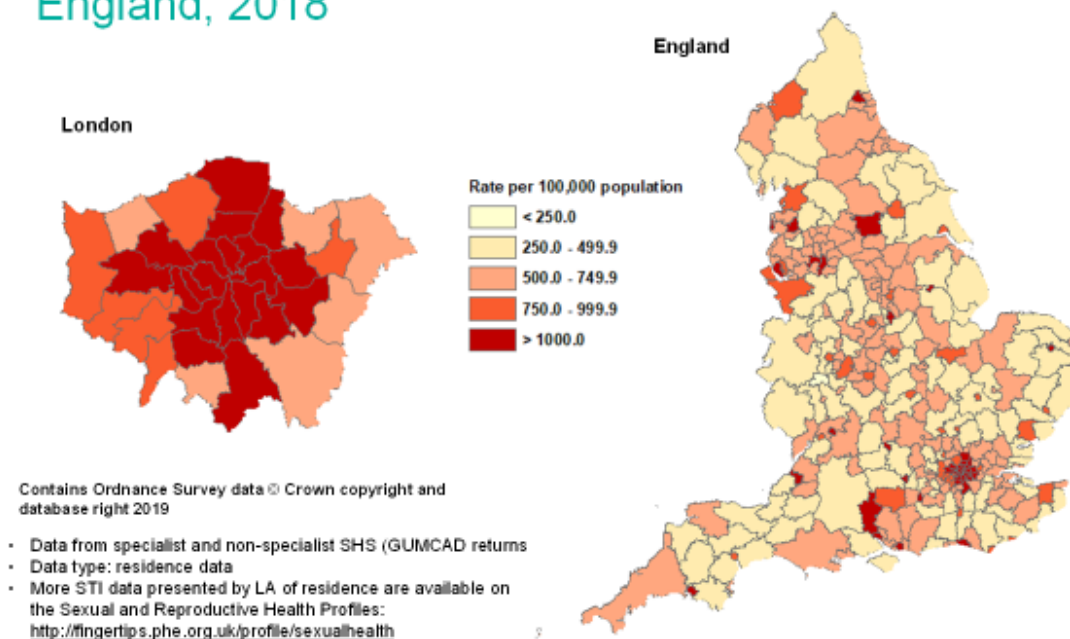 England, 2018
England
London
Rate per 100,000 population
< 250.0
250.0 - 499.9
500.0 - 749.9
750.0 - 999.9
> 1000.0
Contains Ordnance Survey data © Crown copyright and
database right 2019
• Data from specialist and non-specialist SHS (GUMCAD returns
• Data type: residence data
• More STI data presented by LA of residence are available on
the Sexual and Reproductive Health Profiles:
http://fingertips.phe.org.uk/profile/sexualhealth